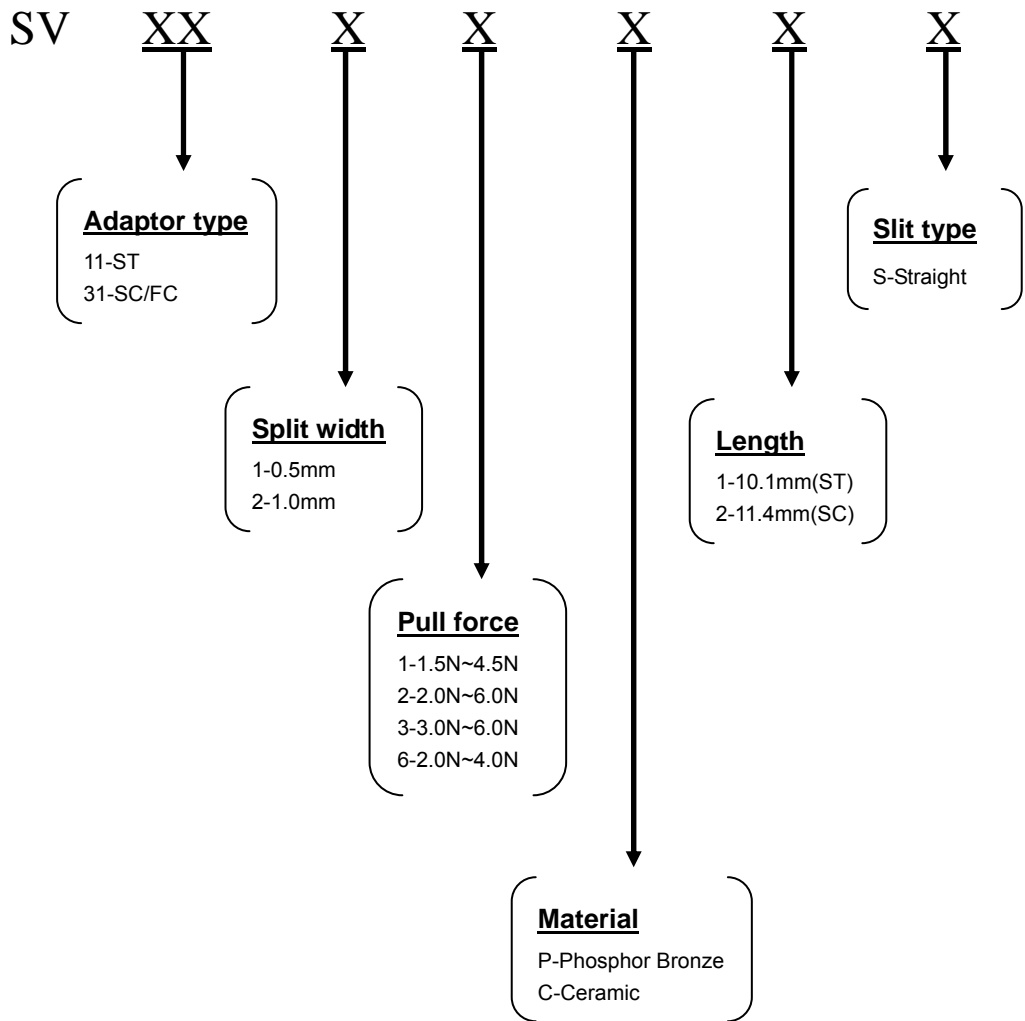 SV XX X X X X X
Adaptor type
11-ST
31-SC/FC
Slit type
S-Straight
Split width
1-0.5mm
2-1.0mm
Length
1-10.1mm(ST)
2-11.4mm(SC)
Pull force
1-1.5N~4.5N
2-2.0N~6.0N
3-3.0N~6.0N
6-2.0N~4.0N
Material
P-Phosphor Bronze
C-Ceramic